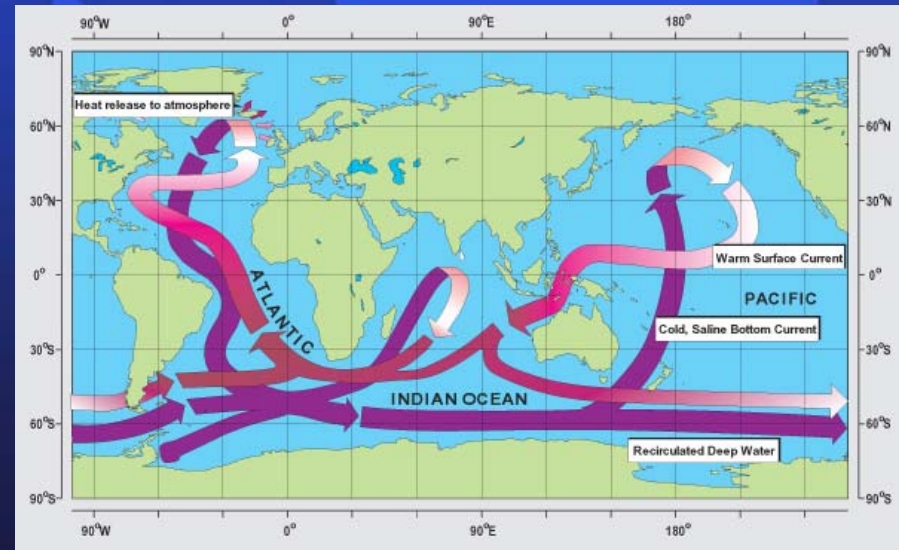 90°W 0° 90°E 180°
90°N 90°N
Heat release to atmosphere
60°N 60°N
30°N 30°N
Warm Surface Current
0° 0°
ATLANTIC
PACIFIC
Cold, Saline Bottom Current
30°S 30°S
INDIAN OCEAN
60°S 60°S
Recirculated Deep Water
90°S 90°S
90°W 0° 90°E 180°